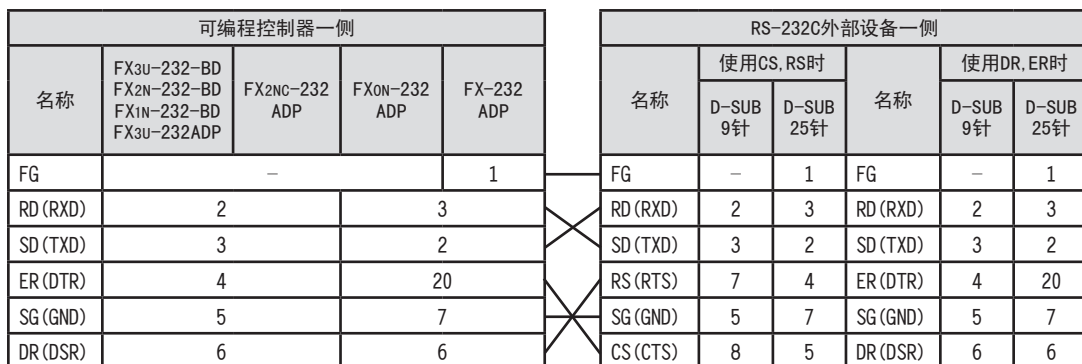 可编程控制器一侧 RS-232C外部设备一侧
名称 FX3U-232-BD FX2N-232-BD FX1N-232-BD FX3U-232ADP FX2NC-232 ADP FX0N-232 ADP FX-232 ADP 名称 使用CS,RS时 名称 使用DR,ER时
D-SUB 9针 D-SUB 25针 D-SUB 9针 D-SUB 25针
FG − 1 FG − 1 FG − 1
RD(RXD) 2 3 RD(RXD) 2 3 RD(RXD) 2 3
SD(TXD) 3 2 SD(TXD) 3 2 SD(TXD) 3 2
ER(DTR) 4 20 RS(RTS) 7 4 ER(DTR) 4 20
SG(GND) 5 7 SG(GND) 5 7 SG(GND) 5 7
DR(DSR) 6 6 CS(CTS) 8 5 DR(DSR) 6 6